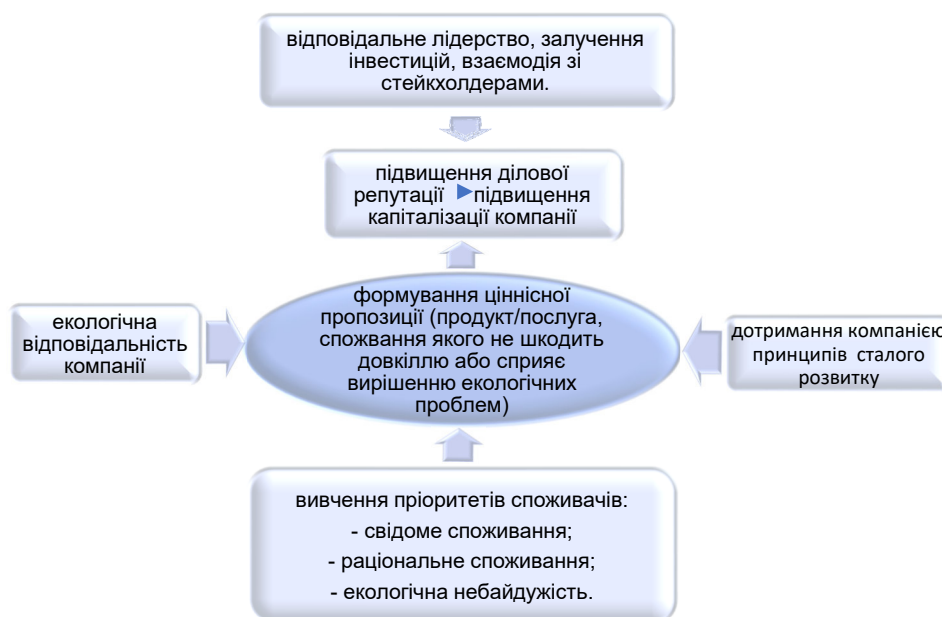 відповідальне лідерство, залучення
інвестицій, взаємодія зі
стейкхолдерами.
підвищення ділової
репутації підвищення
капіталізації компанії
екологічна
відповідальність
компанії
формування ціннісної
пропозиції (продукт/послуга,
спожвання якого не шкодить
довкіллю або сприяє
вирішенню екологічних
проблем)
дотримання компанією
принципів сталого
розвитку
вивчення пріоритетів споживачів:
- свідоме споживання;
- раціональне споживання;
- екологічна небайдужість.